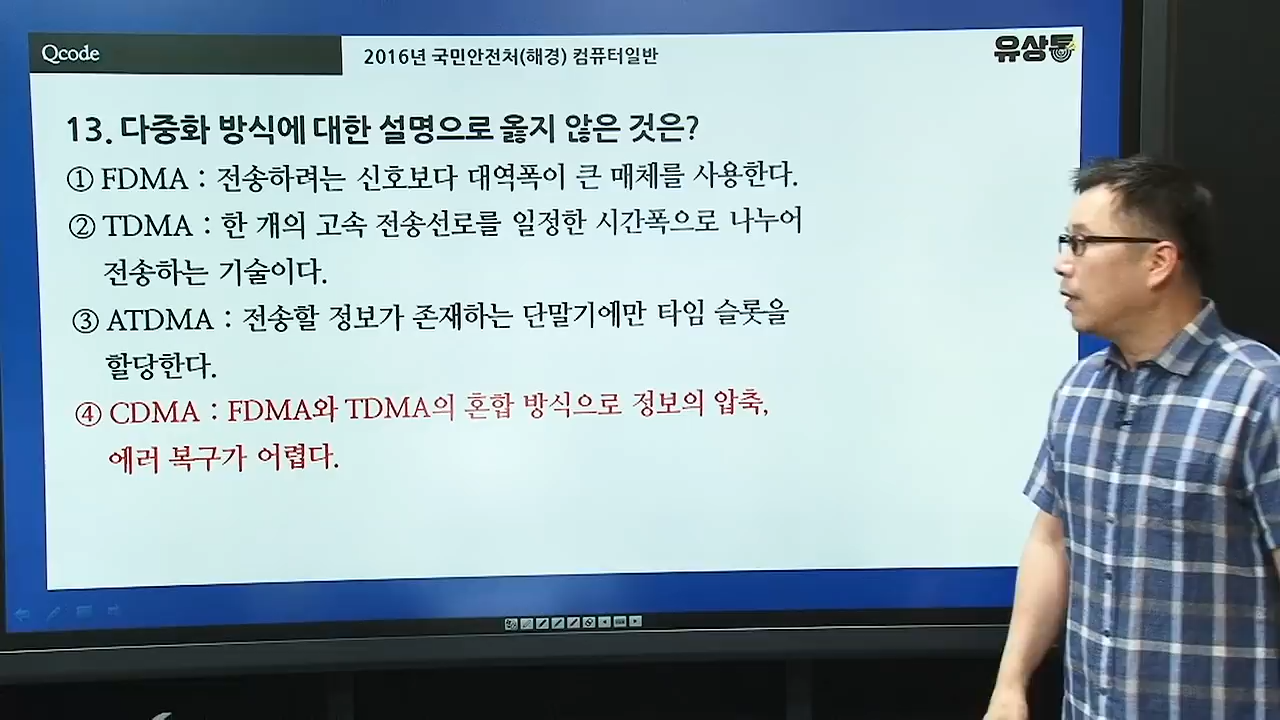 Qcode
2016년 국민안전처(해경) 컴퓨터일반
유상통
13. 다중화 방식에 대한 설명으로 옳지 않은 것은?
① FDMA : 전송하려는 신호보다 대역폭이 큰 매체를 사용한다.
② TDMA : 한 개의 고속 전송선로를 일정한 시간폭으로 나누어
전송하는 기술이다.
③ ATDMA : 전송할 정보가 존재하는 단말기에만 타임 슬롯을
할당한다.
④ CDMA : FDMA와 TDMA의 혼합 방식으로 정보의 압축,
에러 복구가 어렵다.